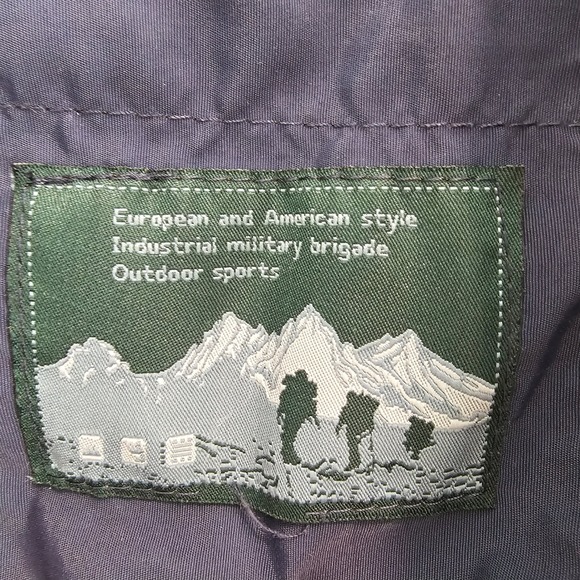 European and American style
Industrial military brigade
Outdoor sports